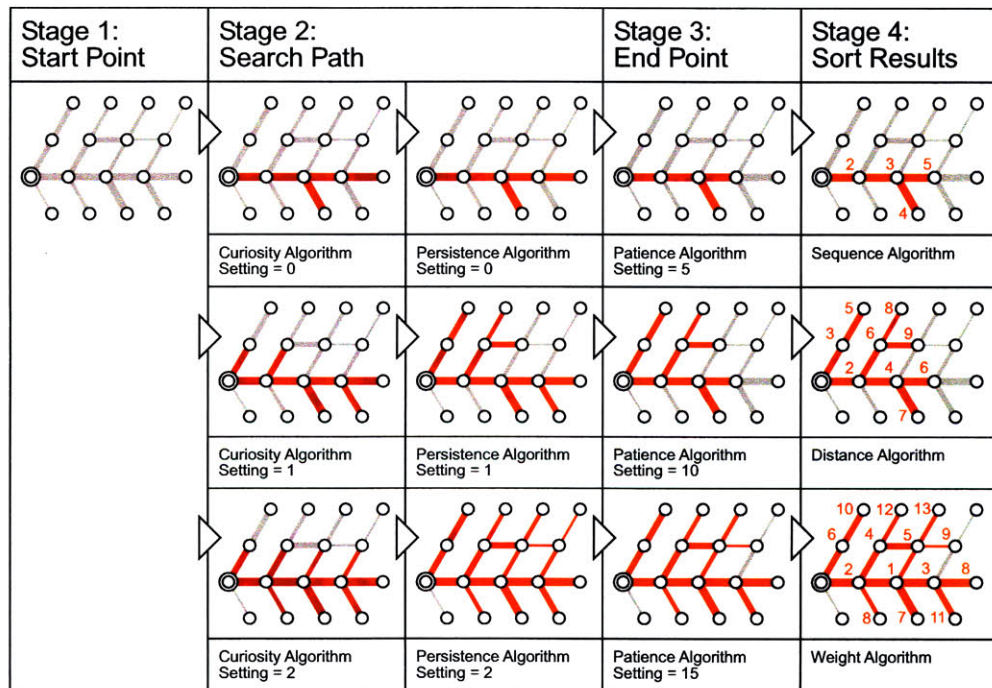 Stage 1:
Start Point
Stage 2:
Search Path
Stage 3:
End Point
Stage 4:
Sort Results
2 3 5
4
Curiosity Algorithm
Setting = 0
Persistence Algorithm
Setting = 0
Patience Algorithm
Setting = 5
Sequence Algorithm
5 8
3 6 9
2 4 6
7
Curiosity Algorithm
Setting = 1
Persistence Algorithm
Setting = 1
Patience Algorithm
Setting = 10
Distance Algorithm
10 12 13
6 4 5 9
2 1 3 8
8 7 11
Curiosity Algorithm
Setting = 2
Persistence Algorithm
Setting = 2
Patience Algorithm
Setting = 15
Weight Algorithm